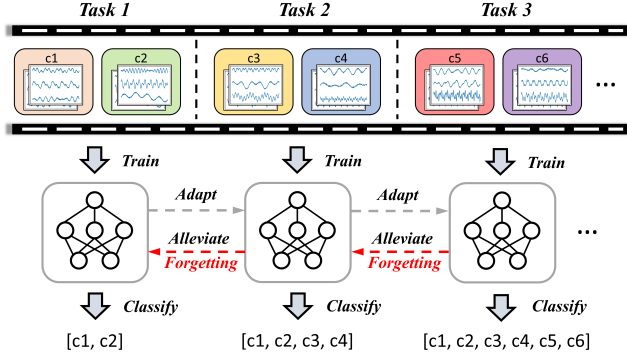 Task 1 Task 2 Task 3
c1 c2 c3 c4 c5 c6
...
Train Train Train
Adapt Adapt
Alleviate Alleviate
Forgetting Forgetting
...
Classify Classify Classify
[c1, c2] [c1, c2, c3, c4] [c1, c2, c3, c4, c5, c6]